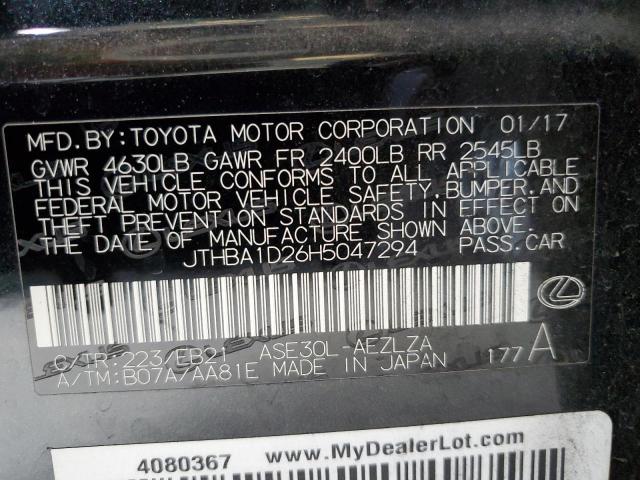 MFD.BY:TOYOTA MOTOR CORPORATION 01/17
GVWR 4630LB GAWR FR 2400LB RR 2545LB
THIS VEHICLE CONFORMS TO ALL APPLICABLE
FEDERAL MOTOR VEHICLE SAFETY,BUMPER,AND
THEFT PREVENTION STANDARDS IN EFFECT ON
THE DATE OF MANUFACTURE SHOWN ABOVE.
JTHBA1D26H5047294 PASS.CAR
C/TR:223/EB21 ASE30L-AEZLZA
A/TM:B07A/AA81E MADE IN JAPAN 177A
4080367 www.MyDealerLot.com